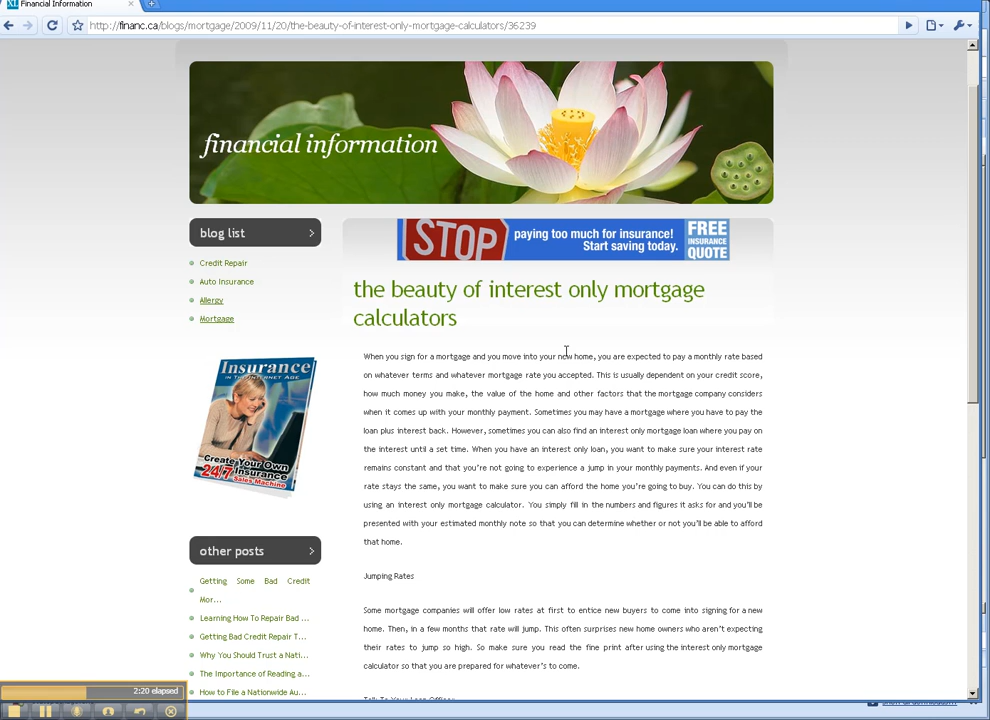 Financial Information
http://financ.ca/blogs/mortgage/2009/11/20/the-beauty-of-interest-only-mortgage-calculators/36239
financial information
blog list
Credit Repair
Auto Insurance
Allergy
Mortgage
Insurance
IN THE INTERNET AGE
Create Your Own
24/7 Insurance
Sales Machine
other posts
Getting Some Bad Credit
Mor...
Learning How To Repair Bad ...
Getting Bad Credit Repair T...
Why You Should Trust a Nati...
The Importance of Reading a...
How to File a Nationwide Au...
STOP paying too much for insurance!
Start saving today.
FREE
INSURANCE
QUOTE
the beauty of interest only mortgage
calculators
When you sign for a mortgage and you move into your new home, you are expected to pay a monthly rate based
on whatever terms and whatever mortgage rate you accepted. This is usually dependent on your credit score,
how much money you make, the value of the home and other factors that the mortgage company considers
when it comes up with your monthly payment. Sometimes you may have a mortgage where you have to pay the
loan plus interest back. However, sometimes you can also find an interest only mortgage loan where you pay on
the interest until a set time. When you have an interest only loan, you want to make sure your interest rate
remains constant and that you're not going to experience a jump in your monthly payments. And even if your
rate stays the same, you want to make sure you can afford the home you're going to buy. You can do this by
using an interest only mortgage calculator. You simply fill in the numbers and figures it asks for and you'll be
presented with your estimated monthly note so that you can determine whether or not you'll be able to afford
that home.
Jumping Rates
Some mortgage companies will offer low rates at first to entice new buyers to come into signing for a new
home. Then, in a few months that rate will jump. This often surprises new home owners who aren't expecting
their rates to jump so high. So make sure you read the fine print after using the interest only mortgage
calculator so that you are prepared for whatever's to come.
Talk To Your Loan Officer
2:20 elapsed